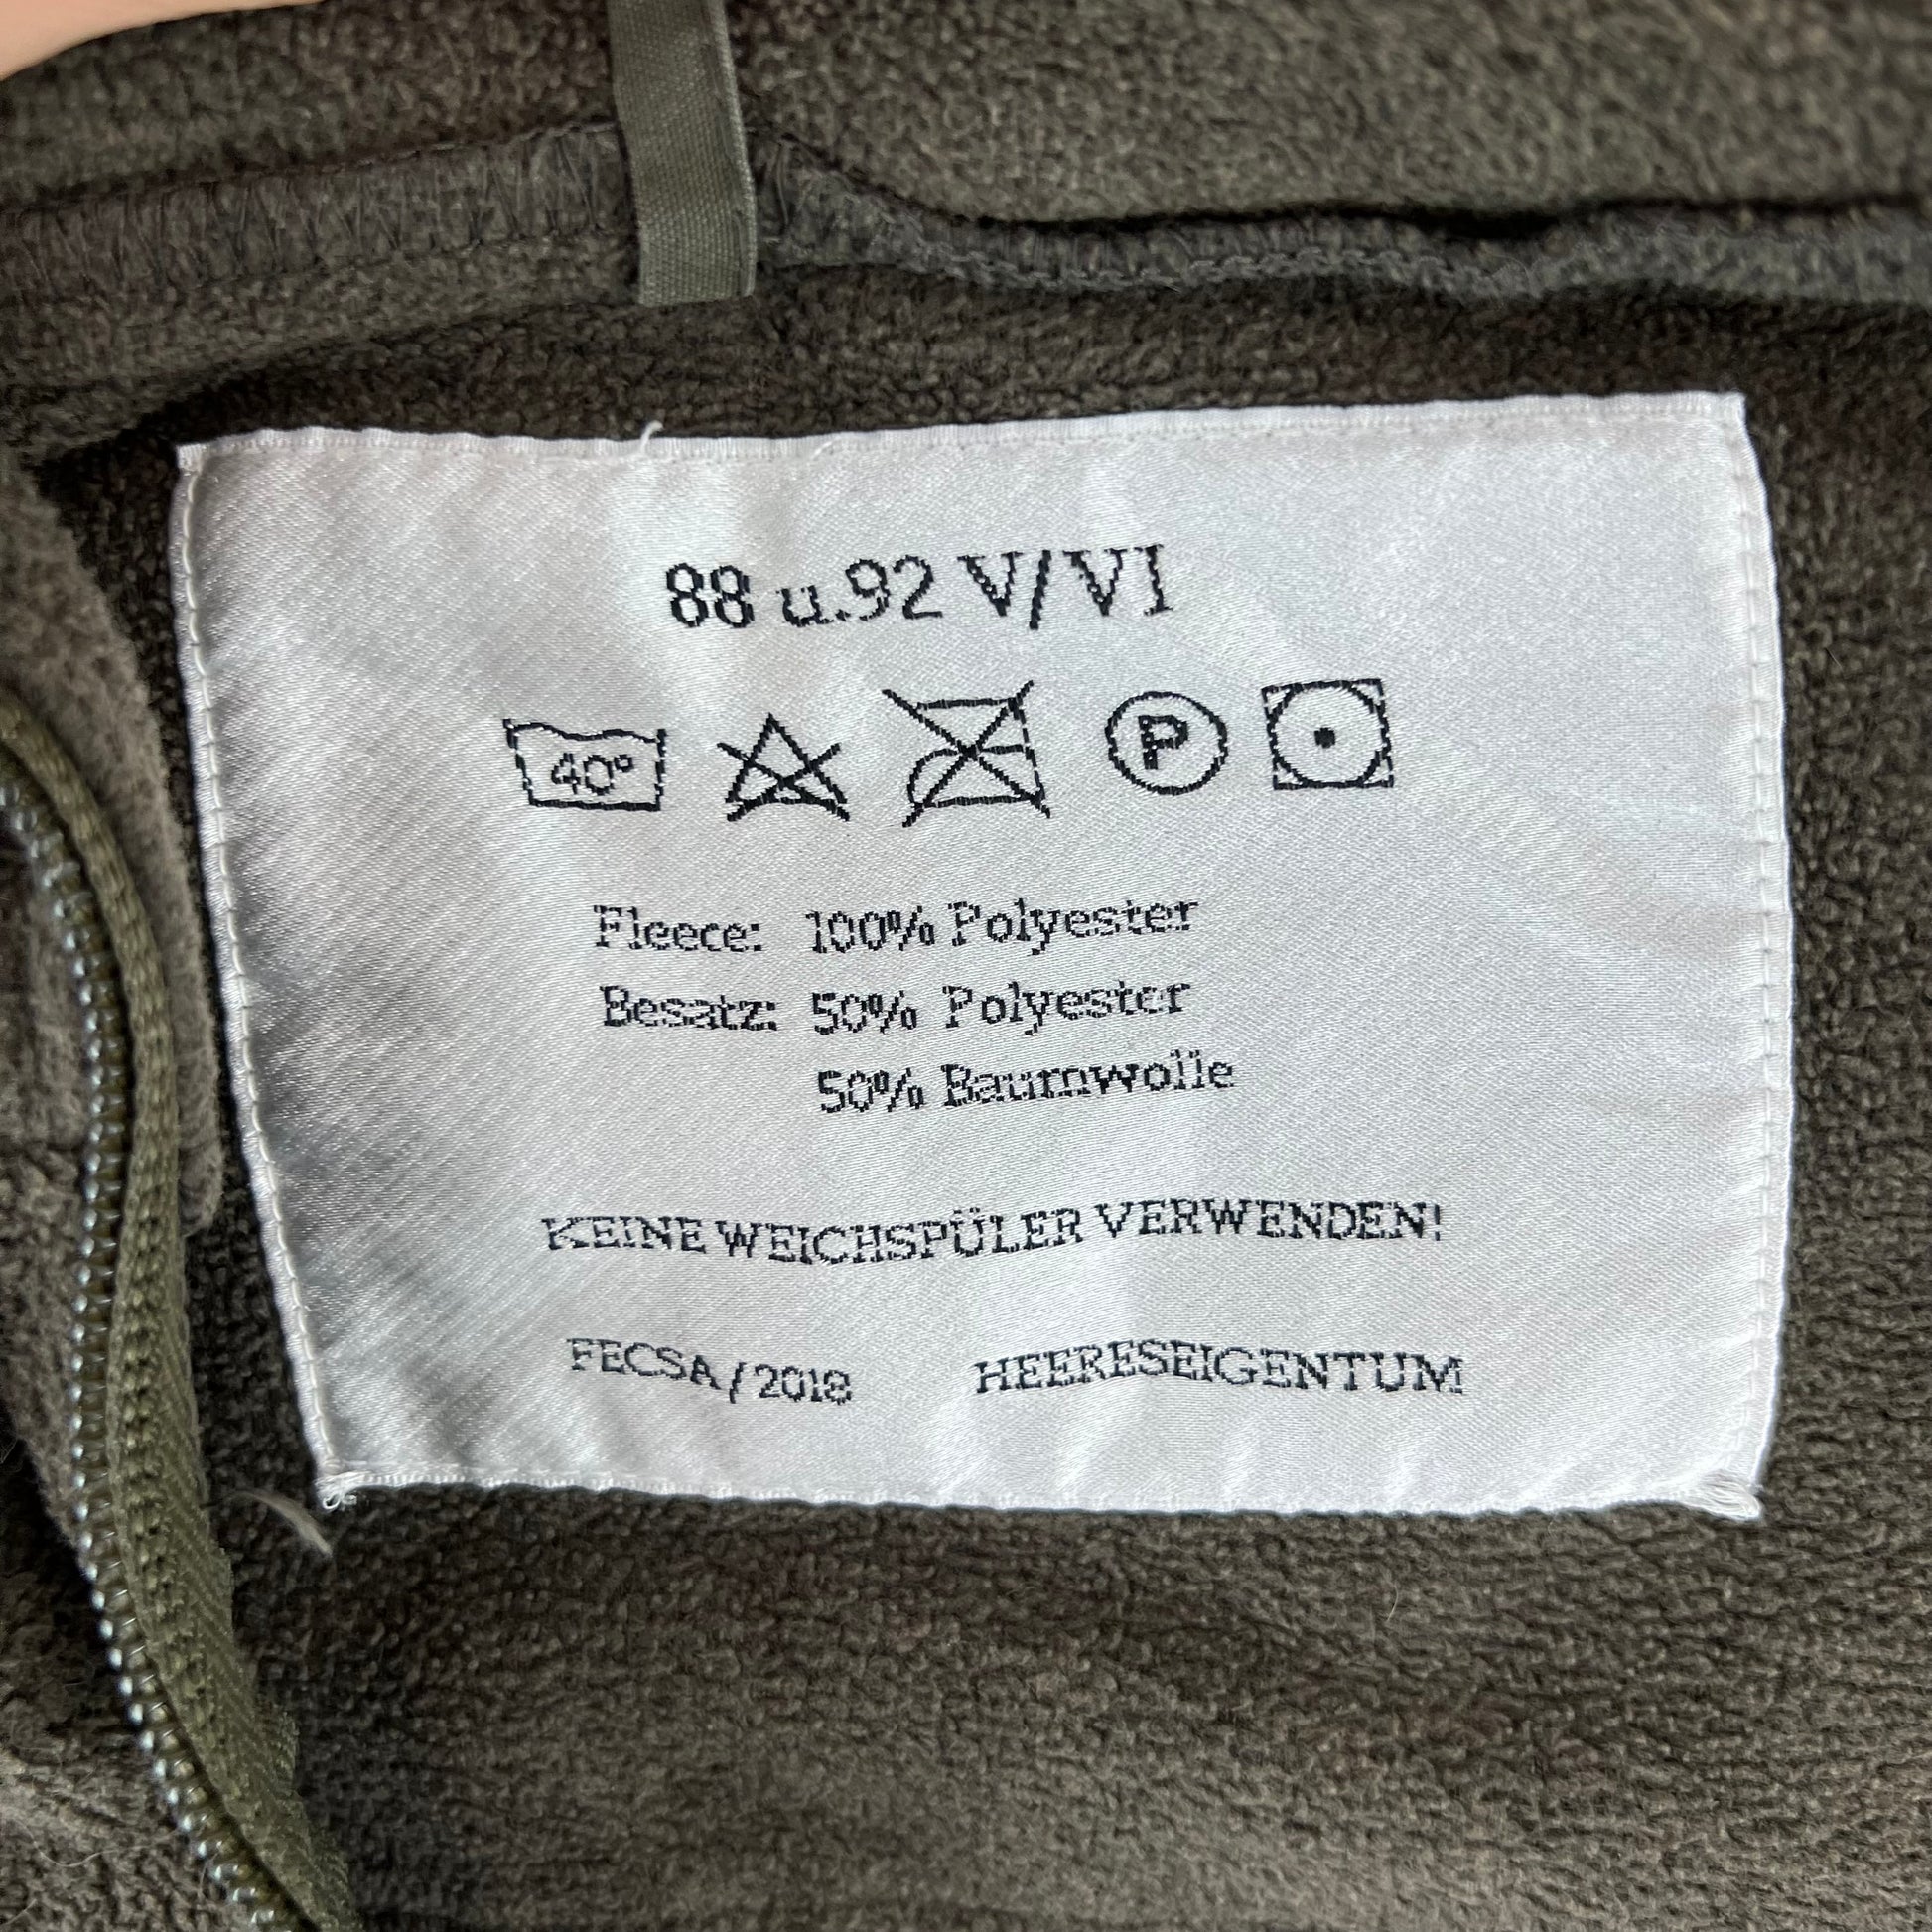 88 u.92 V/VI
40° P
Fleece: 100% Polyester
Besatz: 50% Polyester
50% Baumwolle
KEINE WEICHSPÜLER VERWENDEN!
FECSA / 2018 HEERESEIGENTUM